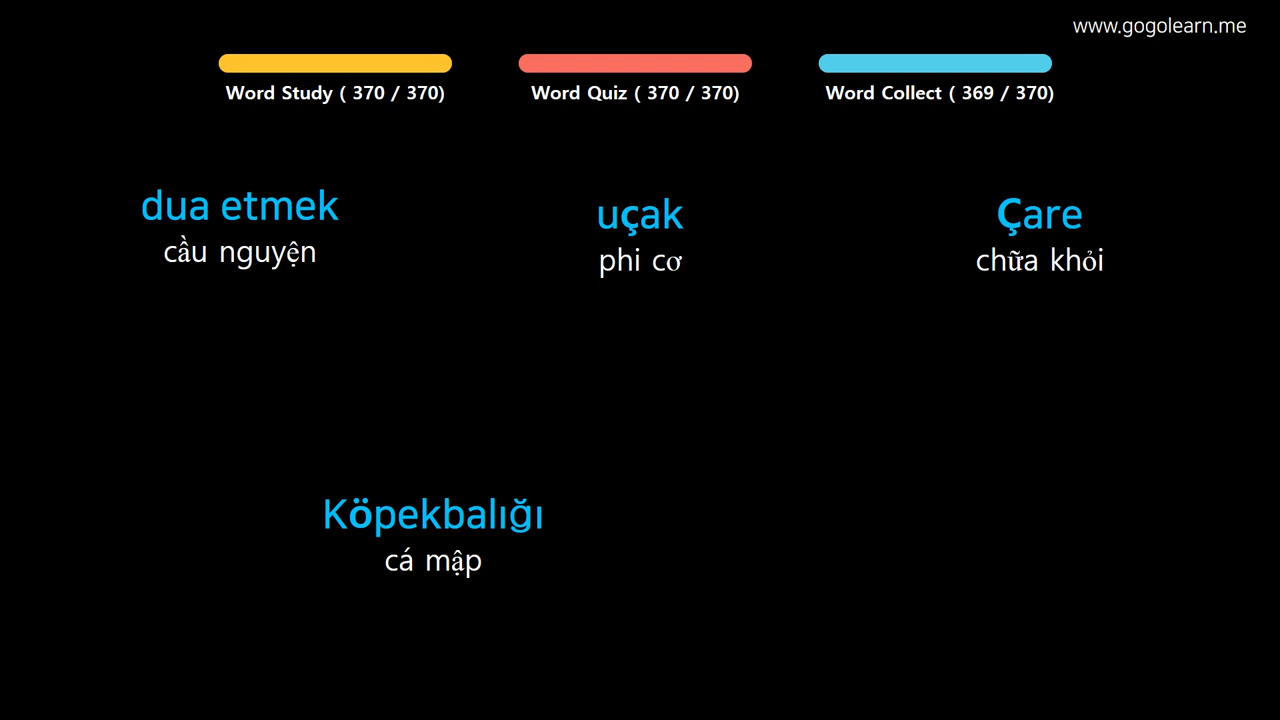 www.gogolearn.me
Word Study ( 370 / 370)
Word Quiz ( 370 / 370)
Word Collect ( 369 / 370)
dua etmek
cầu nguyện
uçak
phi cơ
Çare
chữa khỏi
Köpekbalığı
cá mập